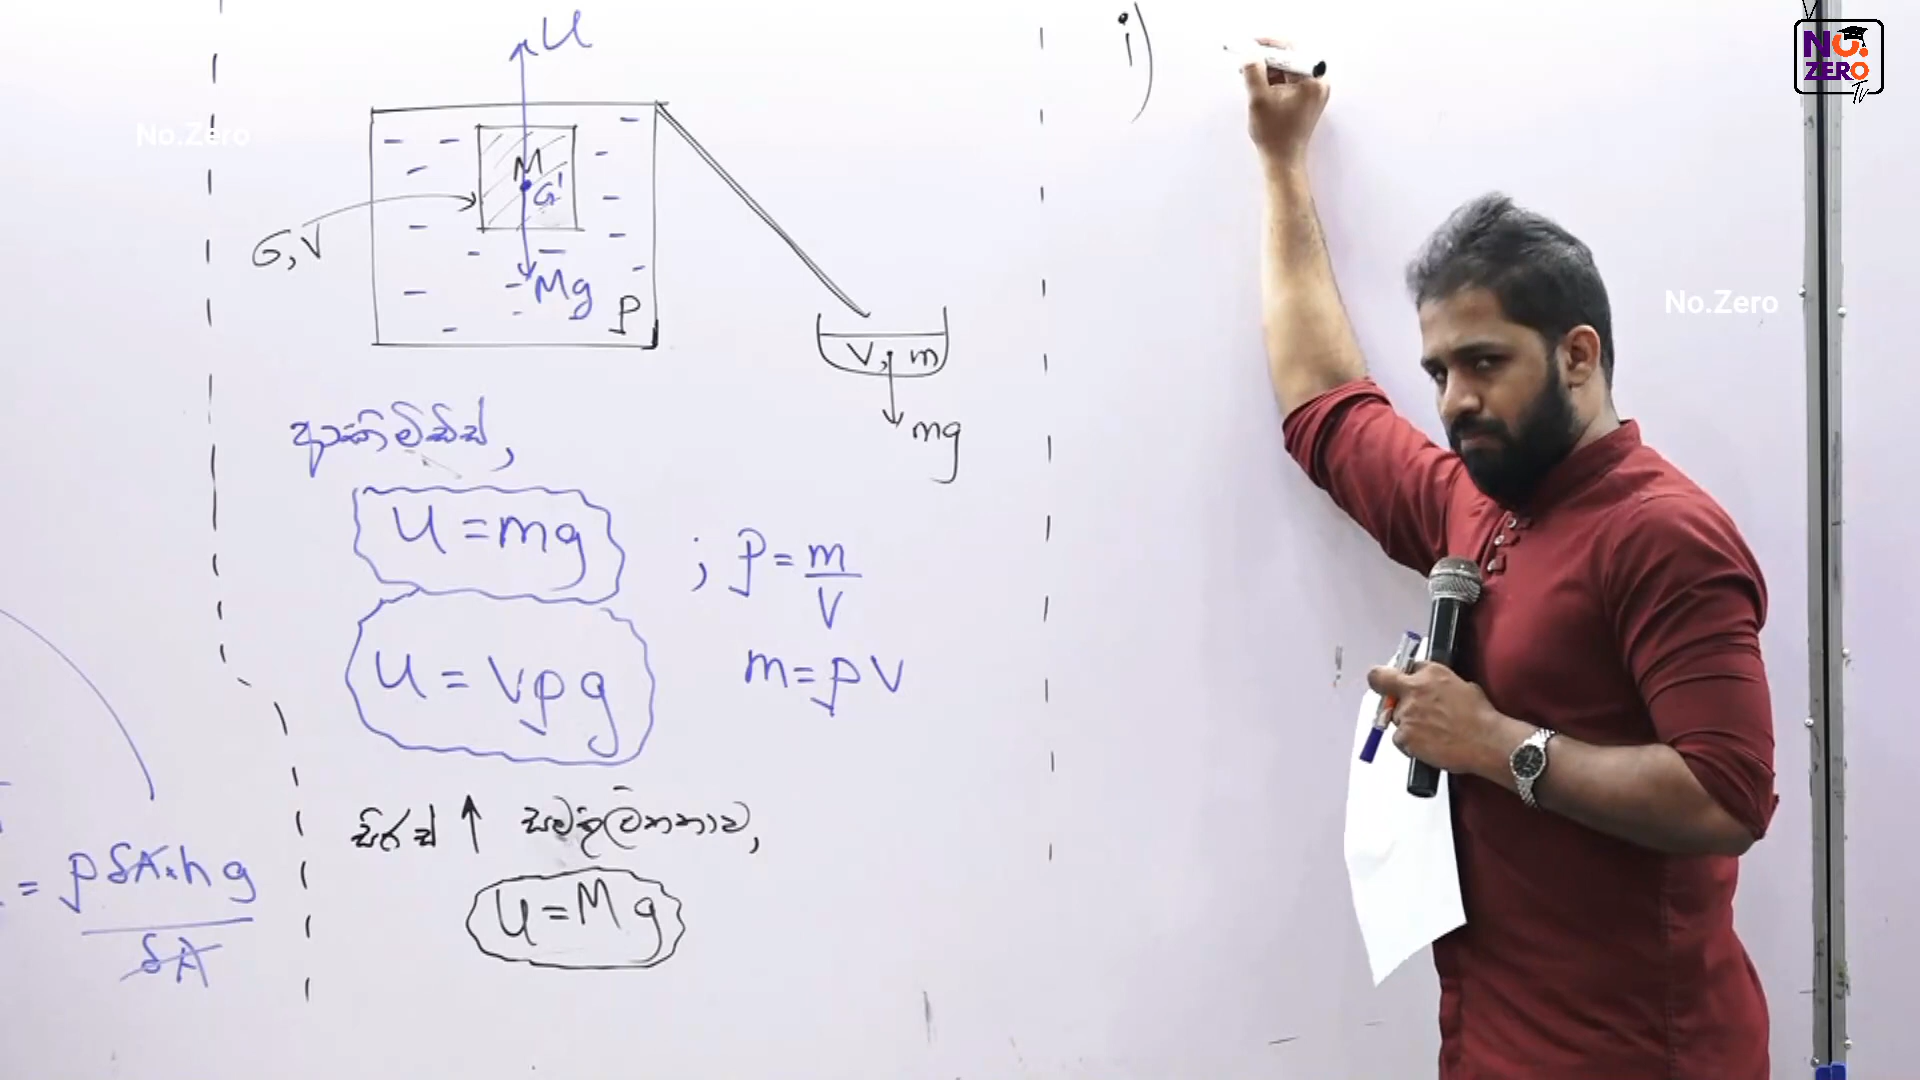 U
i)
NO.
ZERO
Tv
No.Zero
M
G'
σ, V
Mg
ρ
No.Zero
V, m
mg
ආකිමිඩීස්,
U = mg
; ρ = m
V
U = Vρg
m = ρV
සිරස් ↑ සමතුලිතතාව,
= ρδA×hg
δA
U = Mg